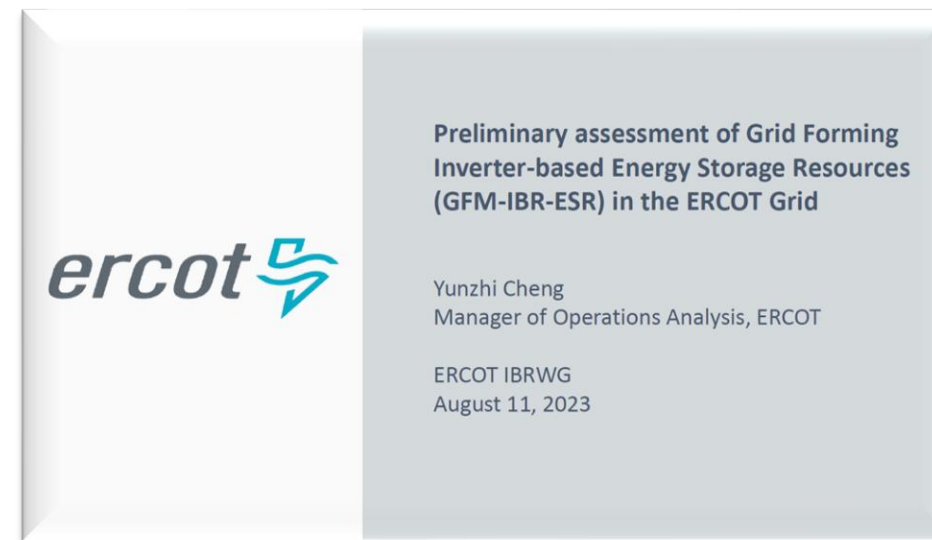 ercot
Preliminary assessment of Grid Forming
Inverter-based Energy Storage Resources
(GFM-IBR-ESR) in the ERCOT Grid
Yunzhi Cheng
Manager of Operations Analysis, ERCOT
ERCOT IBRWG
August 11, 2023